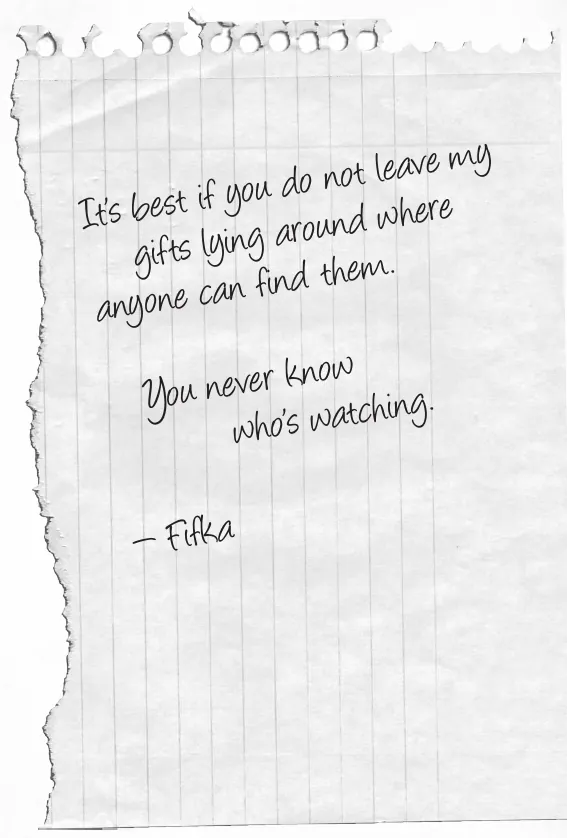 It's best if you do not leave my
gifts lying around where
anyone can find them.
You never know
who's watching.
— Fifka